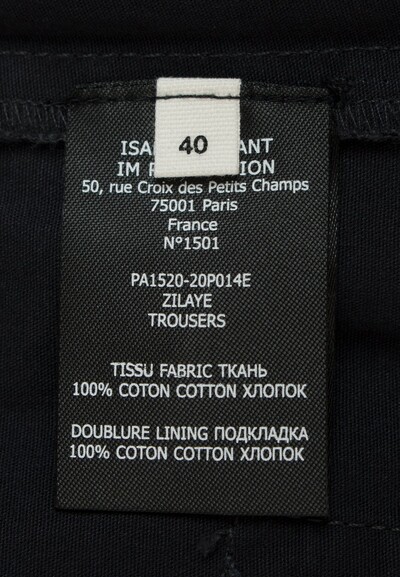 40
50, rue Croix des Petits Champs
75001 Paris
France
N°1501
PA1520-20P014E
ZILAYE
TROUSERS
TISSU FABRIC ТКАНЬ
100% COTON COTTON ХЛОПОК
DOUBLURE LINING ПОДКЛАДКА
100% COTON COTTON ХЛОПОК